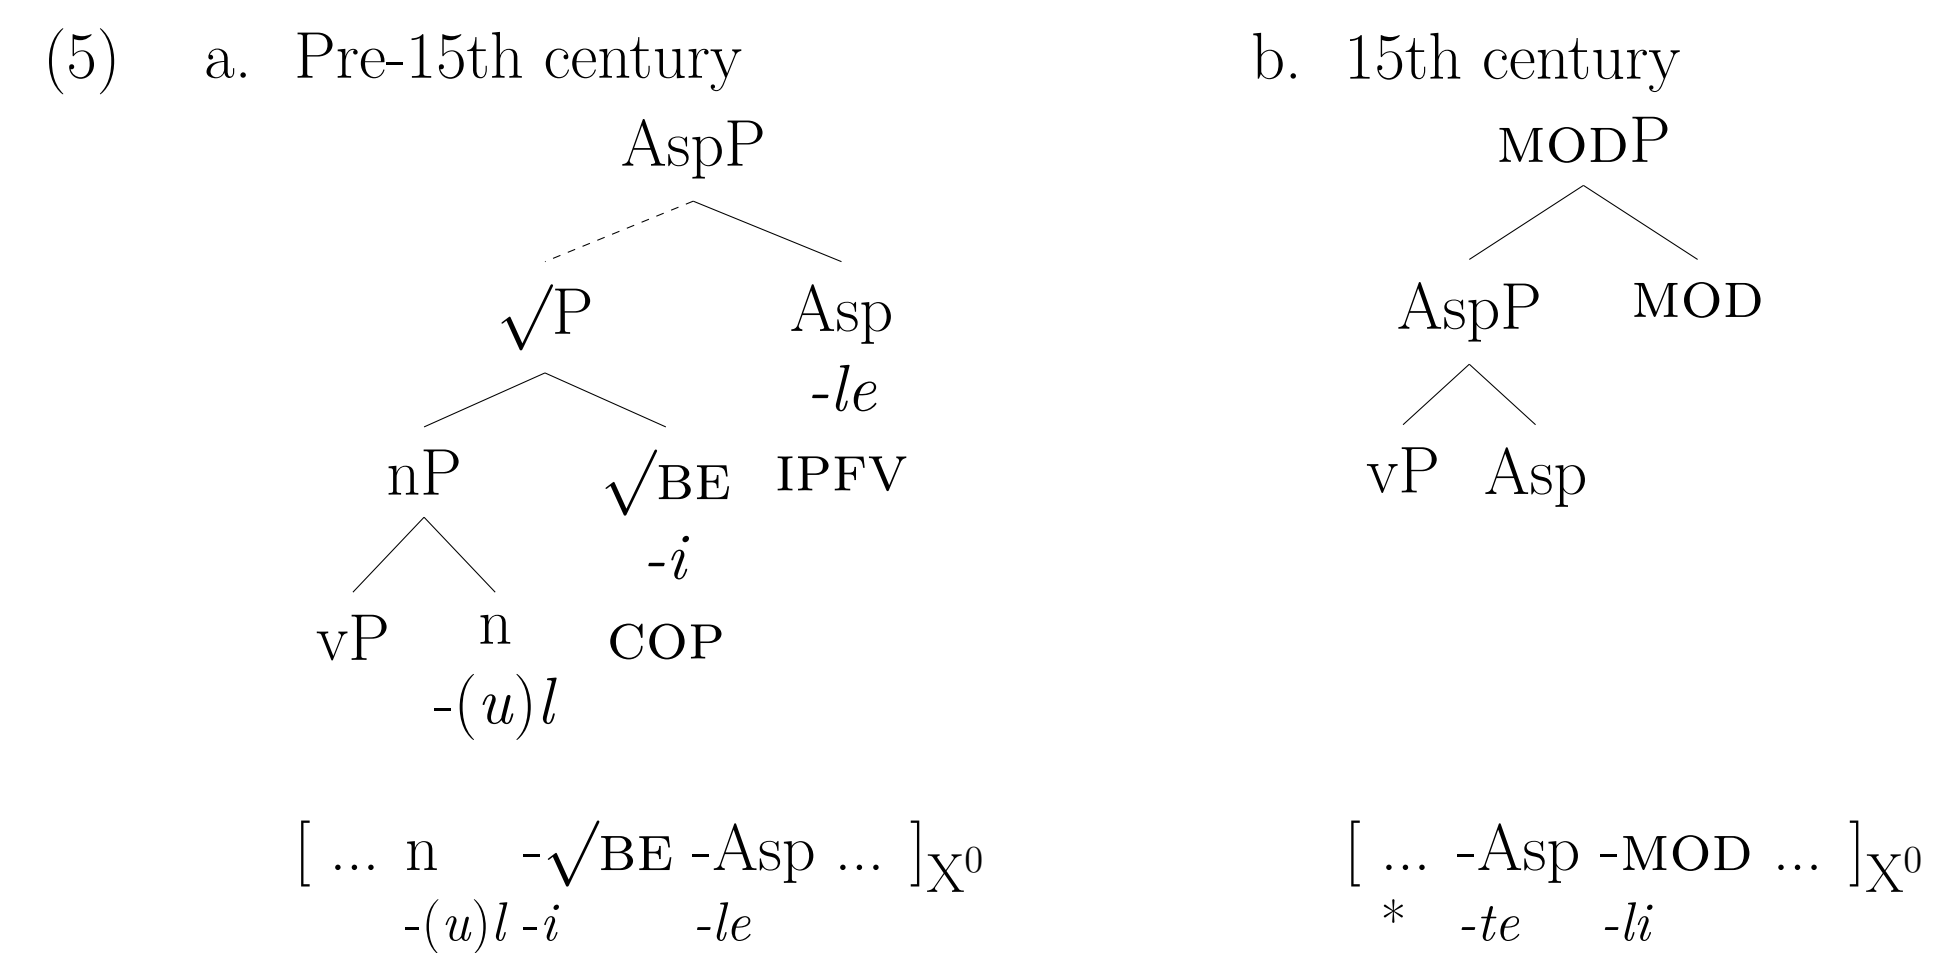 (5) a. Pre-15th century b. 15th century
AspP MODP
√P Asp AspP MOD
-le
nP √BE IPFV vP Asp
-i
vP n COP
-(u)l
[ ... n -√BE -Asp ... ]X⁰ [ ... -Asp -MOD ... ]X⁰
-(u)l -i -le * -te -li